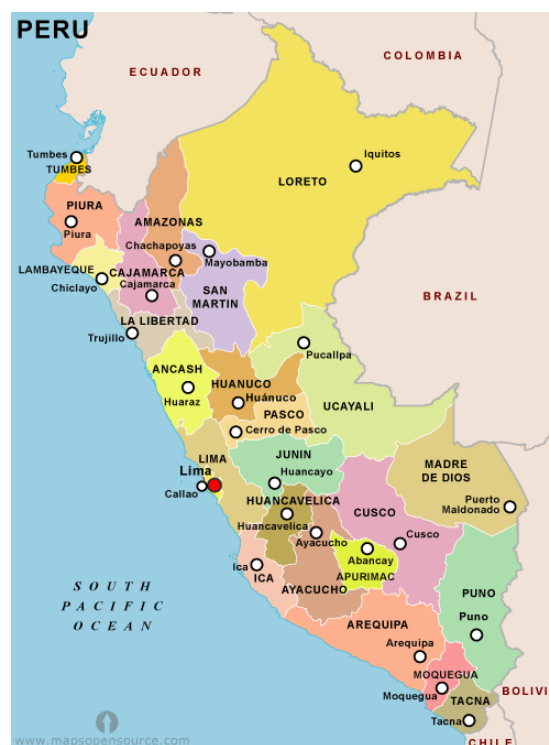 PERU
COLOMBIA
ECUADOR
Tumbes
TUMBES
Iquitos
LORETO
PIURA
Piura
AMAZONAS
Chachapoyas
Mayobamba
LAMBAYEQUE
CAJAMARCA
Chiclayo
Cajamarca
SAN
MARTIN
BRAZIL
LA LIBERTAD
Trujillo
Pucallpa
ANCASH
Huaraz
HUANUCO
Huánuco
PASCO
UCAYALI
Cerro de Pasco
LIMA
Lima
Callao
JUNIN
Huancayo
MADRE
DE DIOS
Puerto
Maldonado
HUANCAVELICA
Huancavelica
CUSCO
Cusco
Ayacucho
Abancay
APURIMAC
Ica
ICA
AYACUCHO
PUNO
Puno
SOUTH
PACIFIC
OCEAN
AREQUIPA
Arequipa
MOQUEGUA
Moquegua
BOLIVI
TACNA
Tacna
CHILE
www.mapsopensource.com